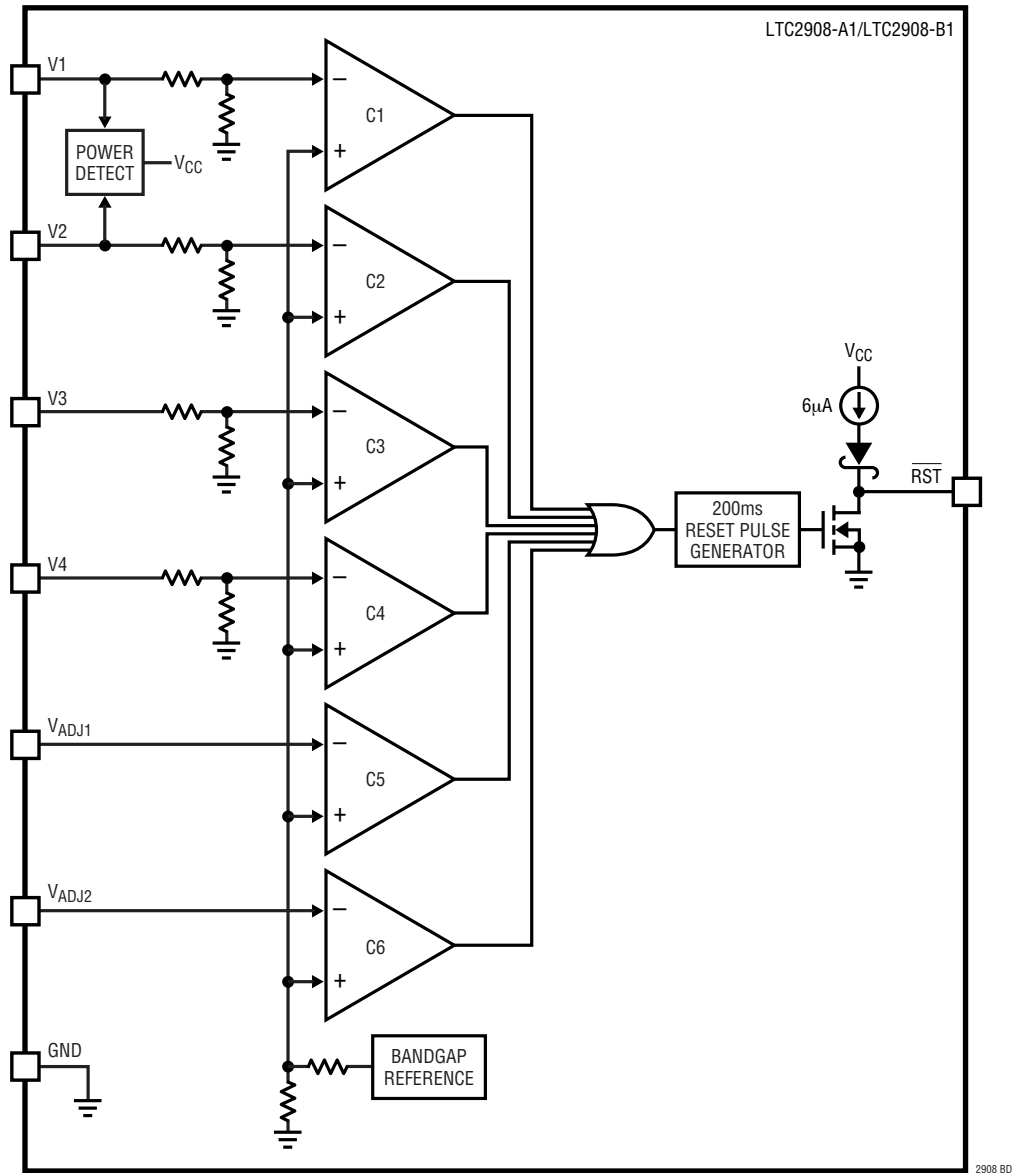 LTC2908-A1/LTC2908-B1
V1
−
C1
+
POWER
DETECT
VCC
V2
−
C2
+
VCC
6µA
V3
−
C3
+
RST
200ms
RESET PULSE
GENERATOR
V4
−
C4
+
VADJ1
−
C5
+
VADJ2
−
C6
+
GND
BANDGAP
REFERENCE
2908 BD